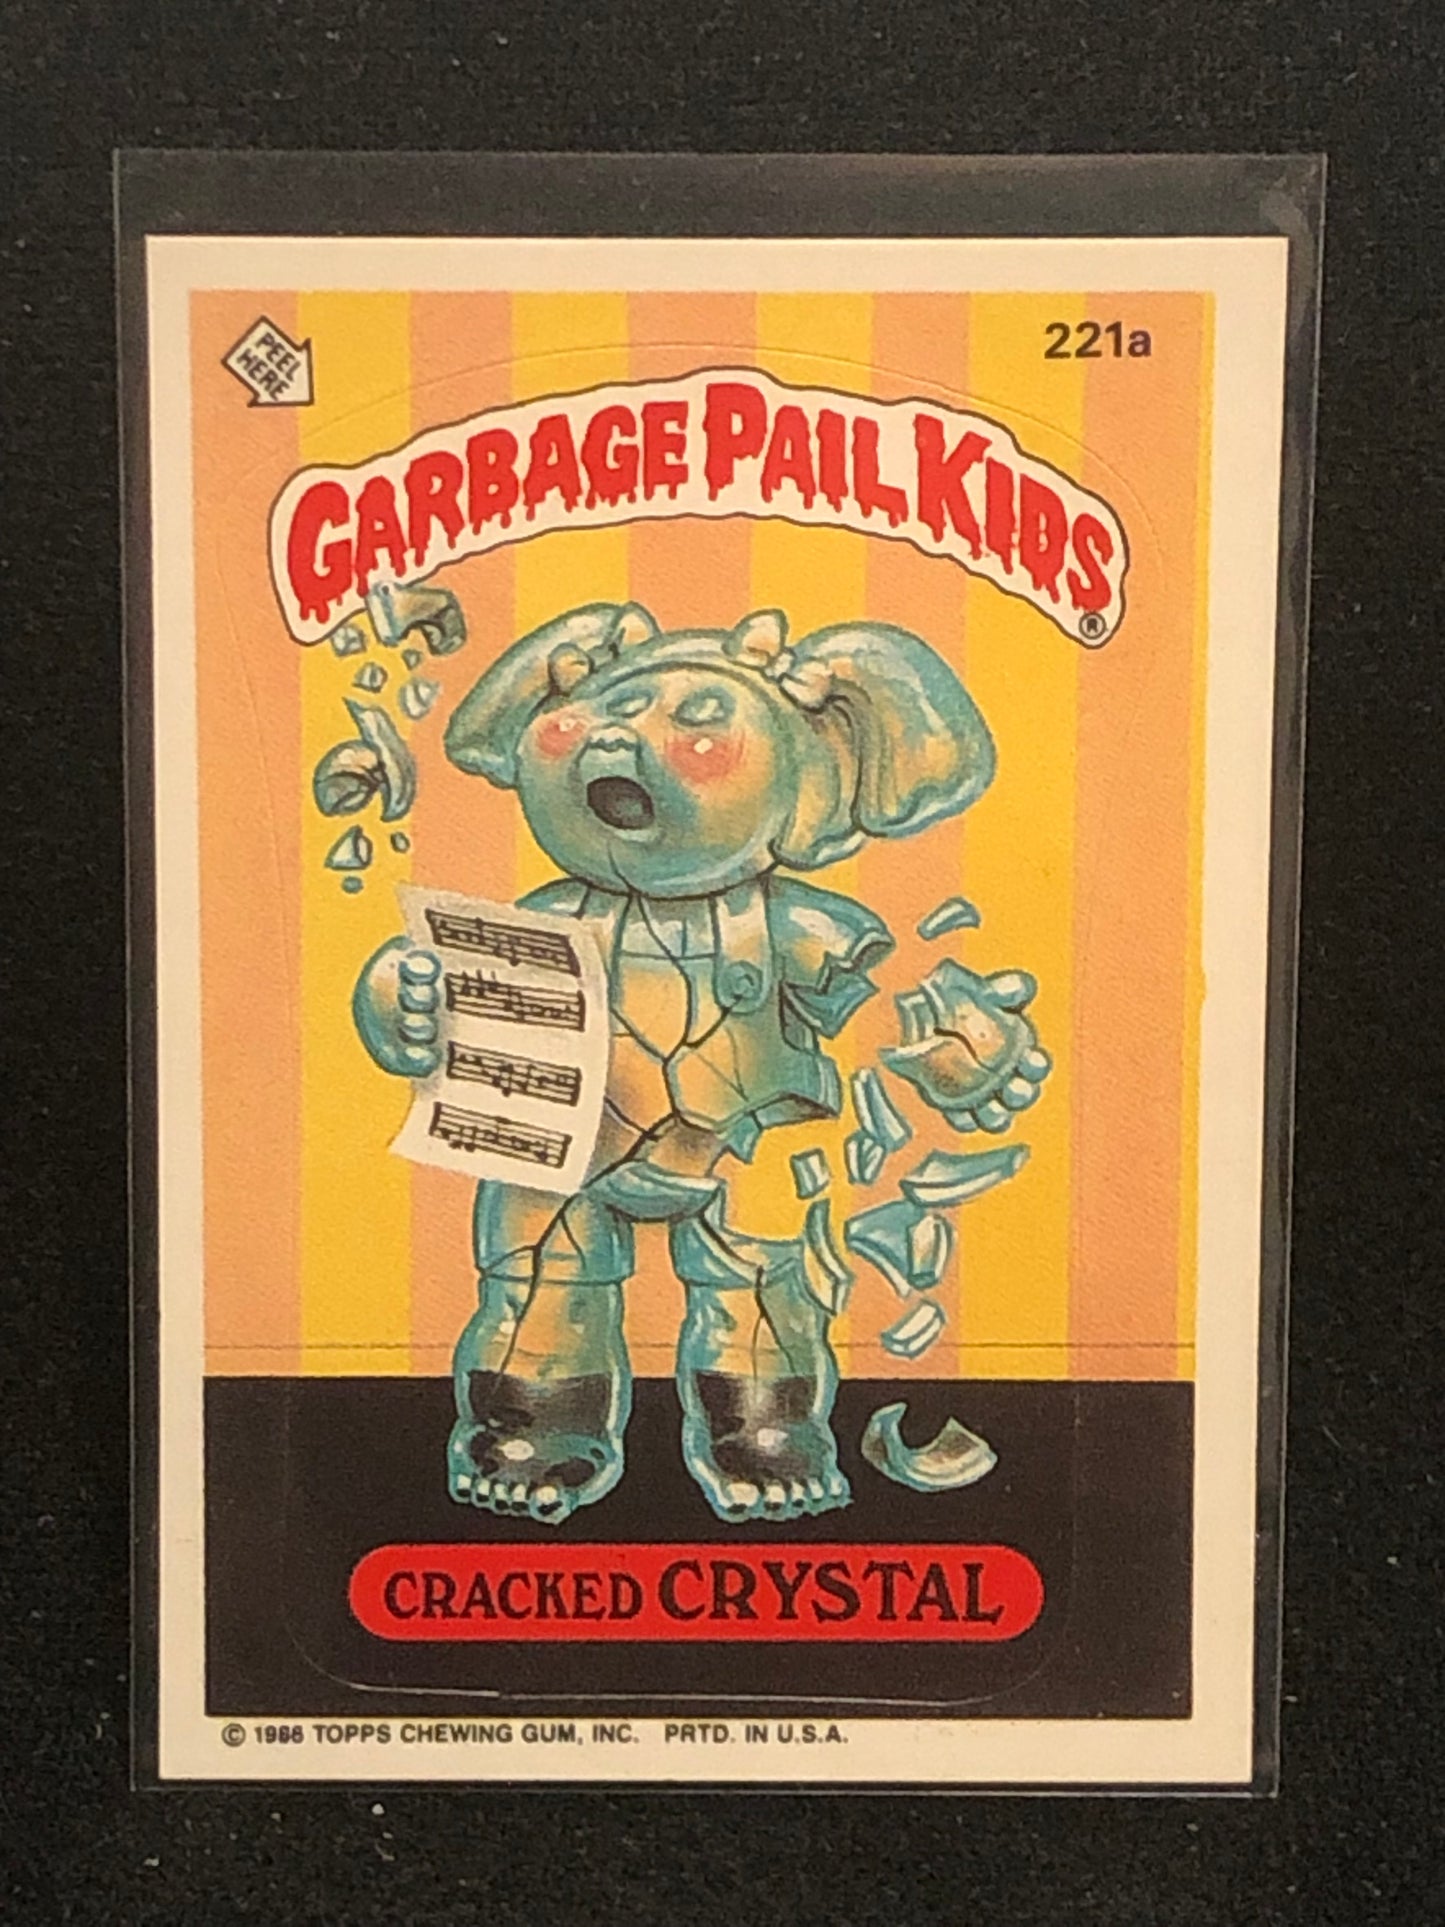 PEEL
HERE
221a
GARBAGE PAIL KIDS
®
CRACKED CRYSTAL
© 1986 TOPPS CHEWING GUM, INC. PRTD. IN U.S.A.